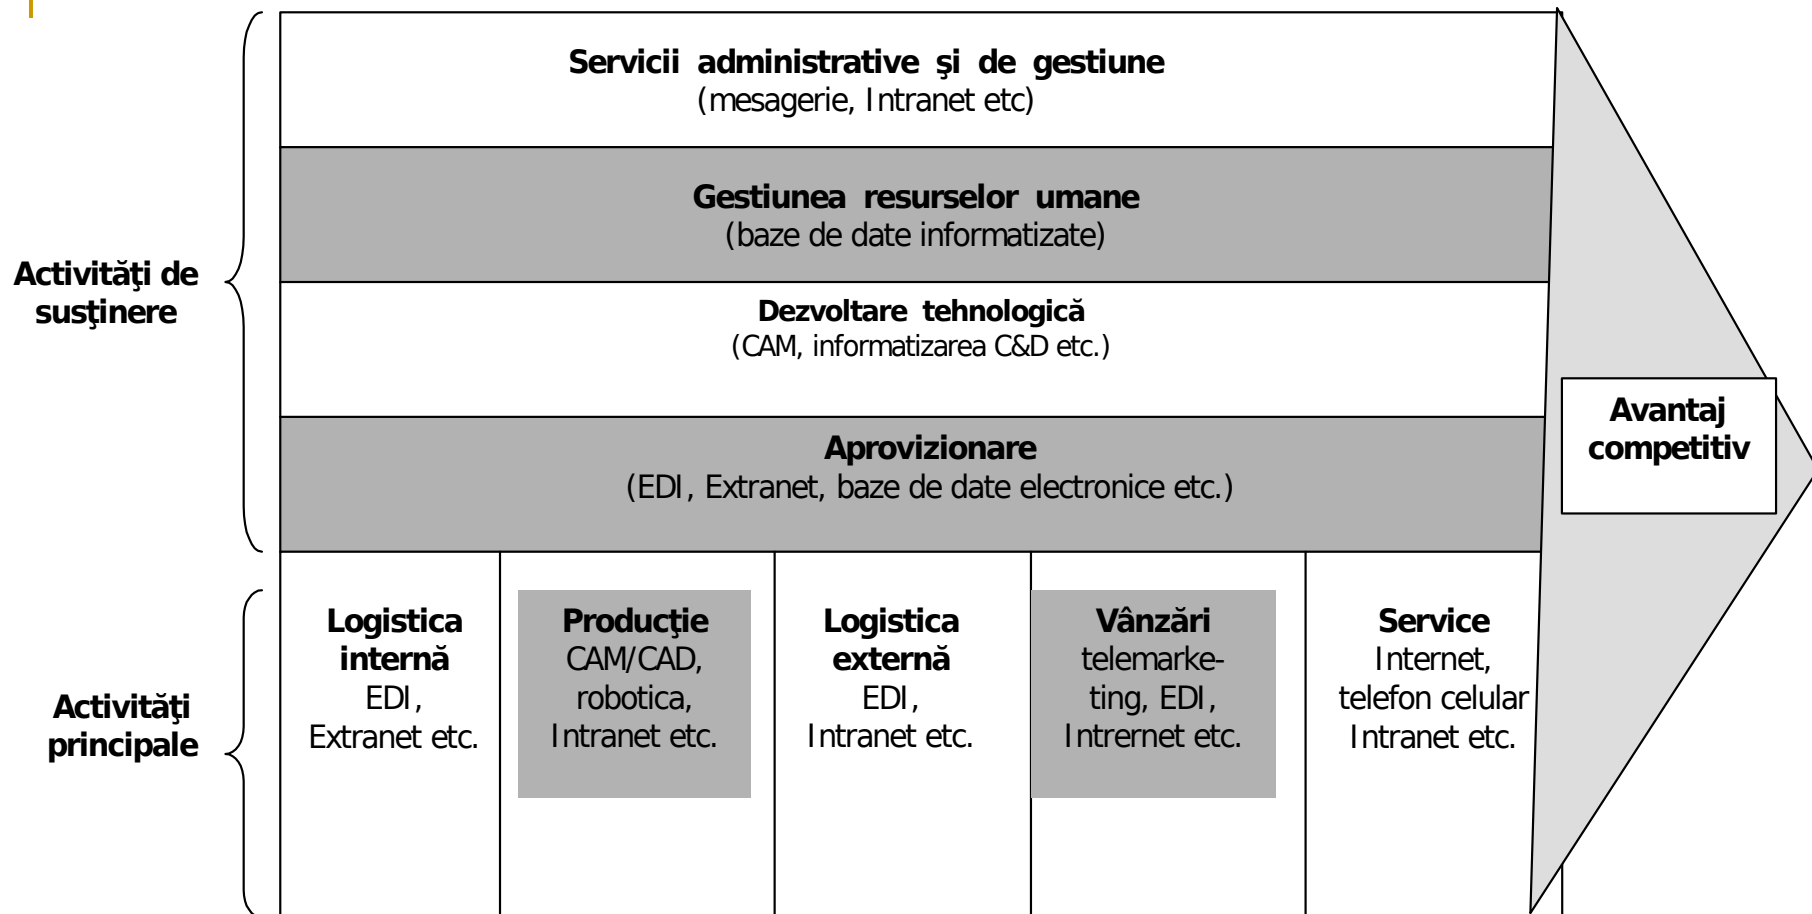 Servicii administrative şi de gestiune
(mesagerie, Intranet etc)
Gestiunea resurselor umane
(baze de date informatizate)
Activităţi de
susţinere
Dezvoltare tehnologică
(CAM, informatizarea C&D etc.)
Aprovizionare
(EDI, Extranet, baze de date electronice etc.)
Avantaj
competitiv
Activităţi
principale
Logistica
internă
EDI,
Extranet etc.
Producţie
CAM/CAD,
robotica,
Intranet etc.
Logistica
externă
EDI,
Intranet etc.
Vânzări
telemarke-
ting, EDI,
Intrernet etc.
Service
Internet,
telefon celular
Intranet etc.